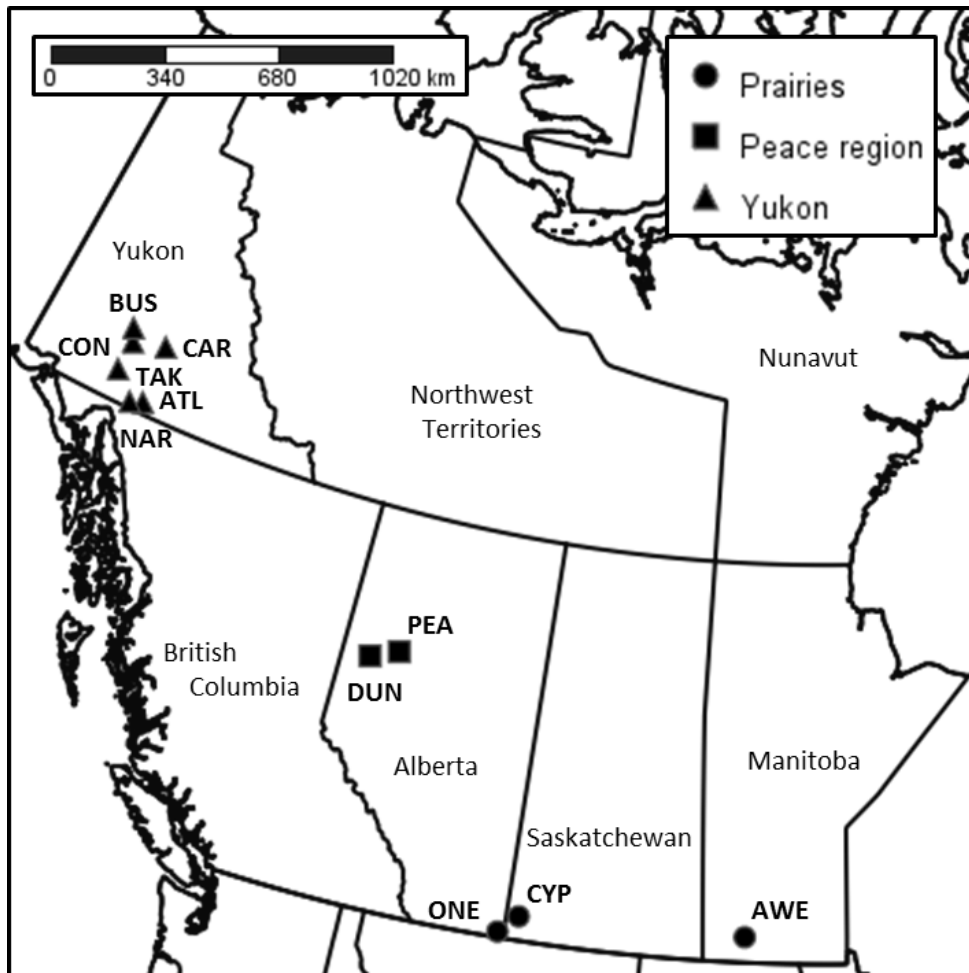 0 340 680 1020 km
Prairies
Peace region
Yukon
Yukon
BUS
CON
CAR
TAK
ATL
NAR
Nunavut
Northwest
Territories
PEA
British
Columbia
DUN
Alberta
Manitoba
Saskatchewan
CYP
ONE
AWE